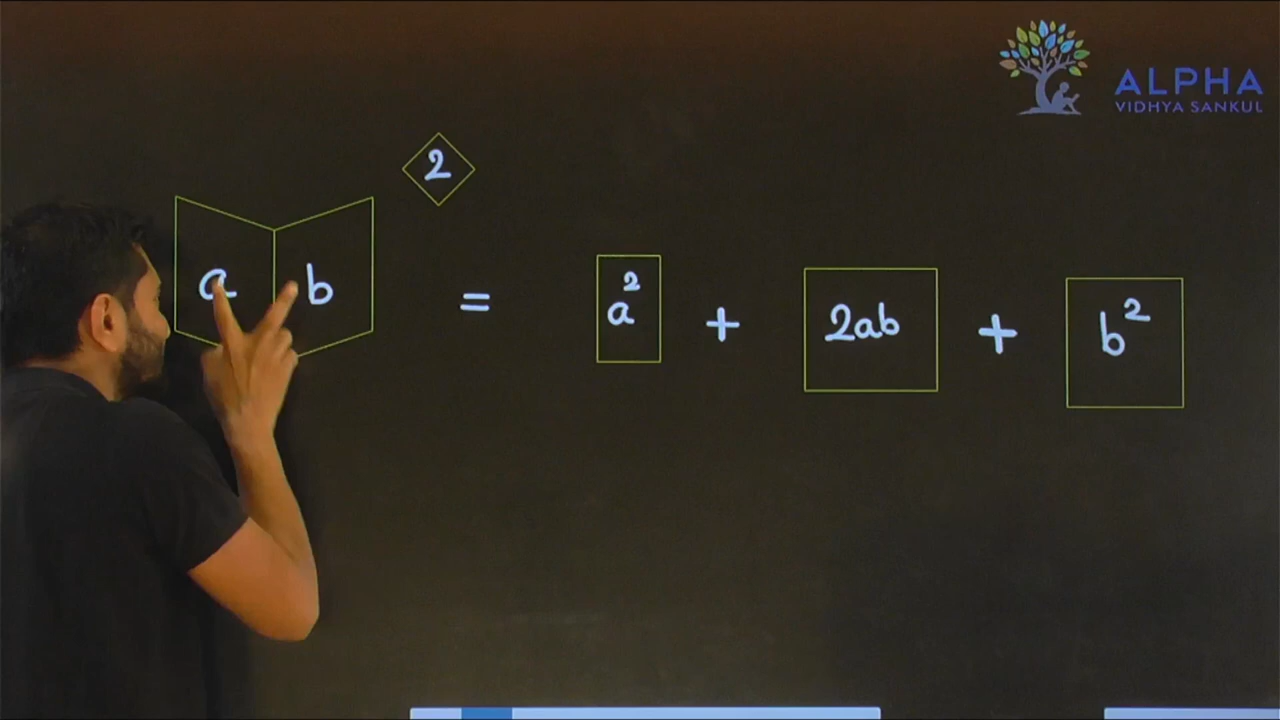 ALPHA
VIDHYA SANKUL
2
a b = a² + 2ab + b²